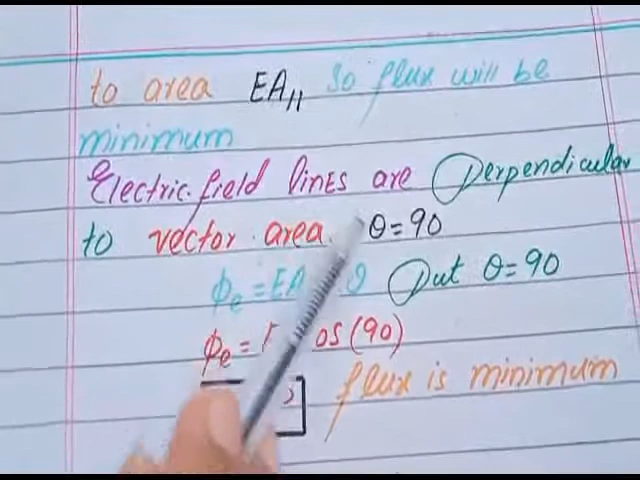 to area EA11 so flux will be
minimum
Electric field lines are Perpendicular
to vector area. θ=90
ϕe = EA θ Put θ=90
ϕe = os(90)
flux is minimum